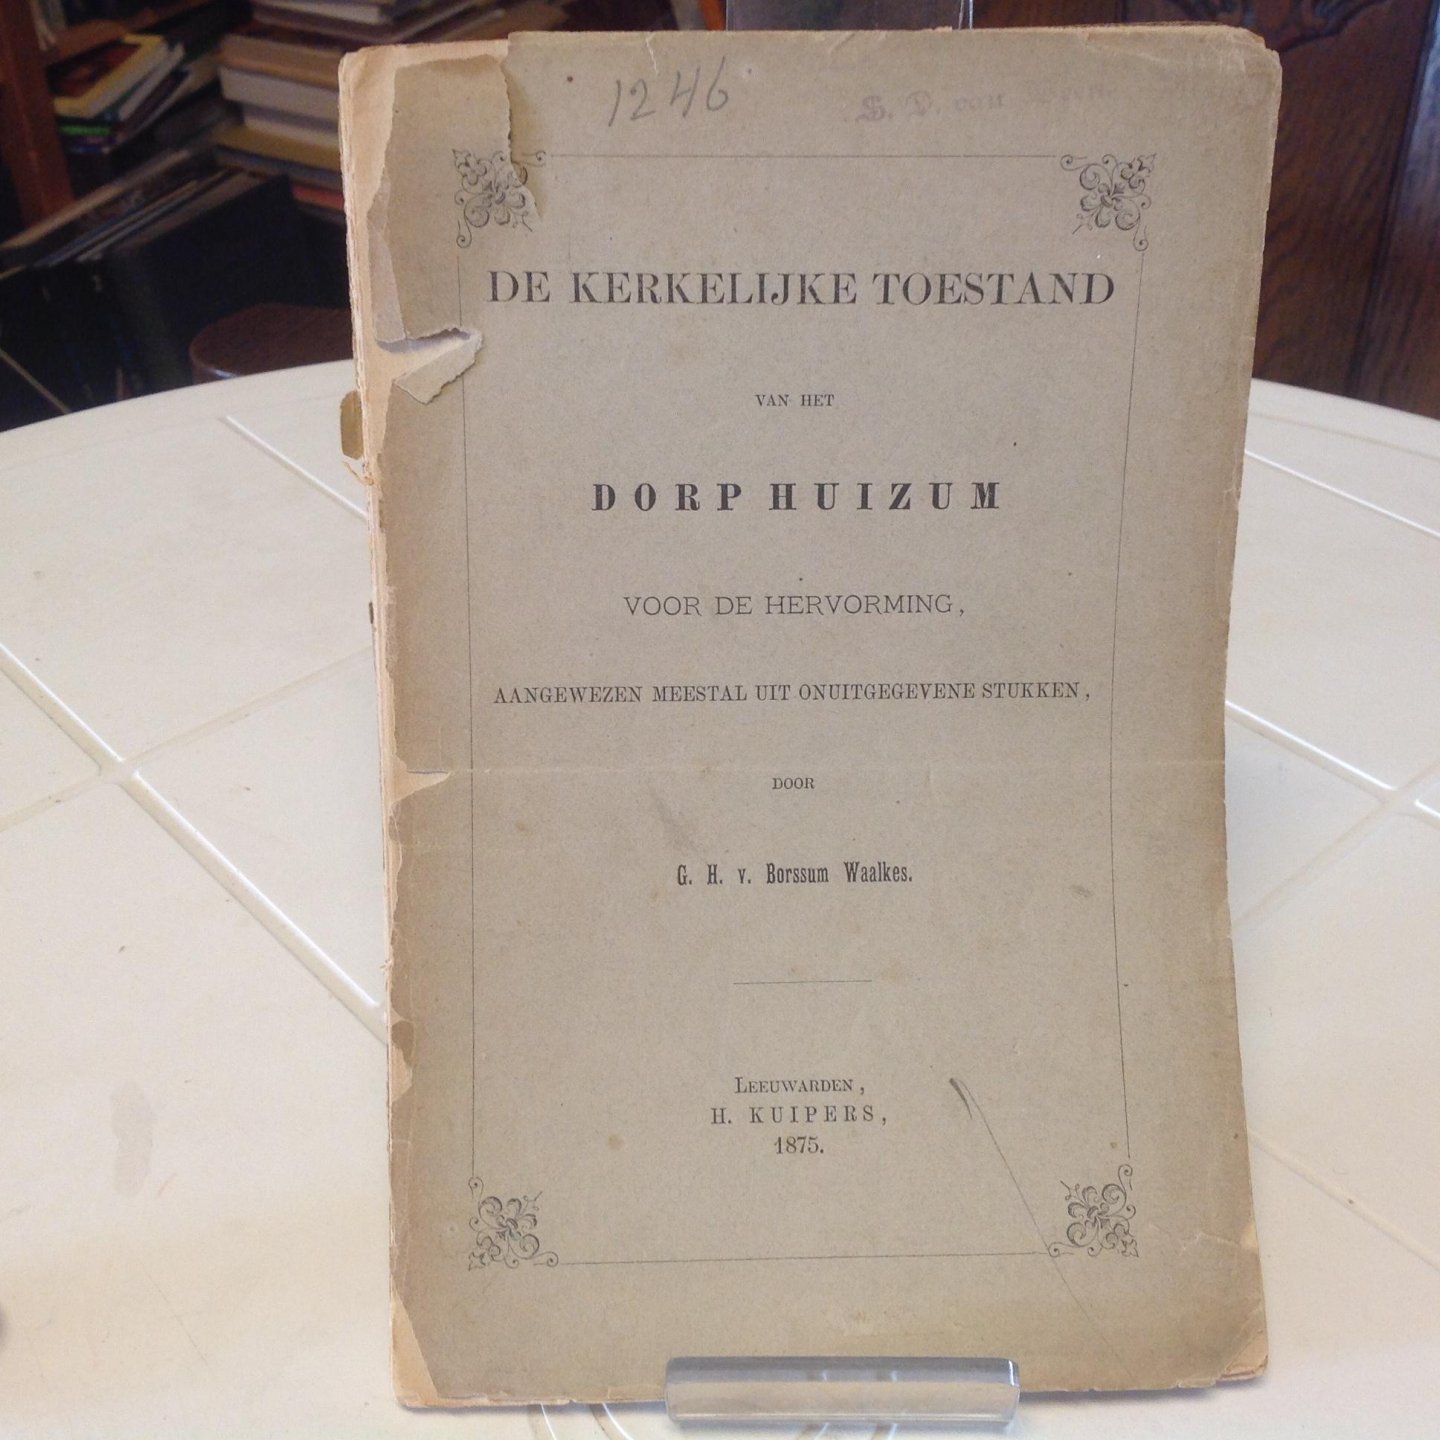 1246
S. D. van
DE KERKELIJKE TOESTAND
VAN HET
DORP HUIZUM
VOOR DE HERVORMING,
AANGEWEZEN MEESTAL UIT ONUITGEGEVENE STUKKEN,
DOOR
G. H. v. Borssum Waalkes.
LEEUWARDEN,
H. KUIPERS,
1875.